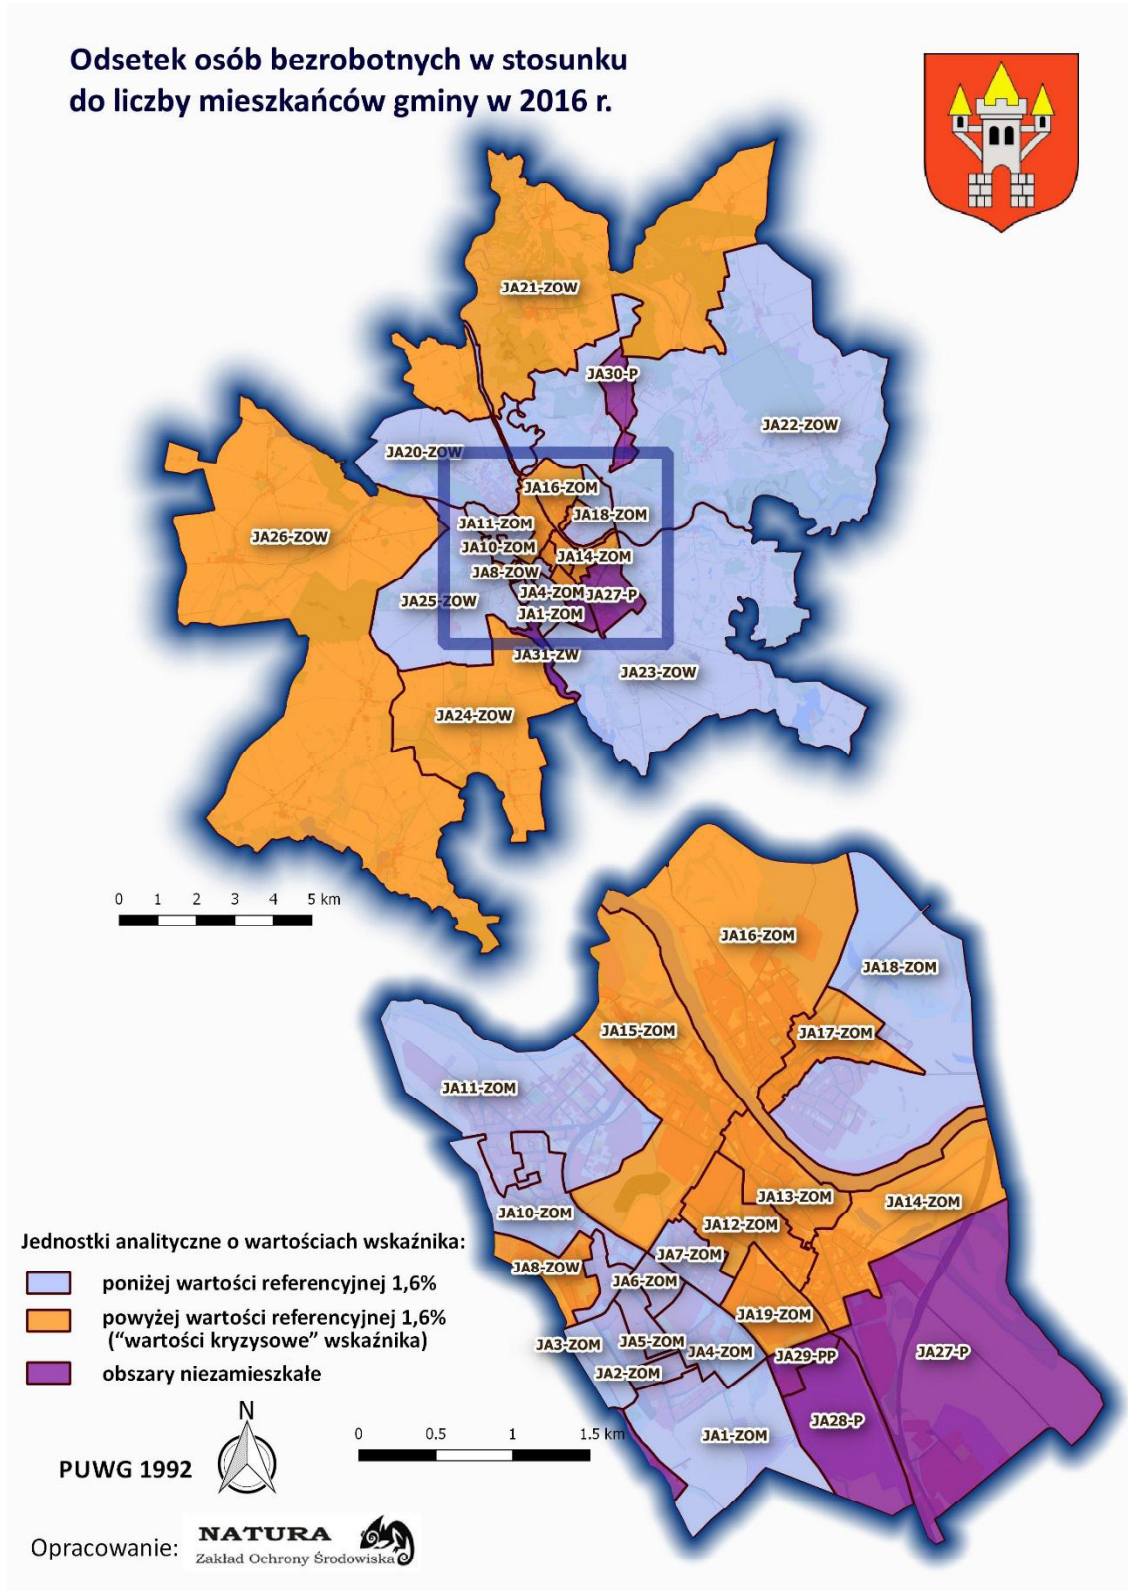 Odsetek osób bezrobotnych w stosunku
do liczby mieszkańców gminy w 2016 r.
JA21-ZOW
JA30-P
JA22-ZOW
JA20-ZOW
JA16-ZOM
JA11-ZOM
JA18-ZOM
JA26-ZOW
JA10-ZOM
JA14-ZOM
JA8-ZOW
JA4-ZOM
JA27-P
JA25-ZOW
JA1-ZOM
JA31-ZW
JA23-ZOW
JA24-ZOW
0 1 2 3 4 5 km
JA16-ZOM
JA18-ZOM
JA15-ZOM
JA17-ZOM
JA11-ZOM
JA13-ZOM
JA14-ZOM
JA10-ZOM
JA12-ZOM
JA7-ZOM
JA8-ZOW
JA6-ZOM
JA19-ZOM
JA3-ZOM
JA5-ZOM
JA4-ZOM
JA29-PP
JA27-P
JA2-ZOM
JA28-P
JA1-ZOM
Jednostki analityczne o wartościach wskaźnika:
poniżej wartości referencyjnej 1,6%
powyżej wartości referencyjnej 1,6%
(“wartości kryzysowe” wskaźnika)
obszary niezamieszkałe
N
PUWG 1992
0 0.5 1 1.5 km
Opracowanie:
NATURA
Zakład Ochrony Środowiska